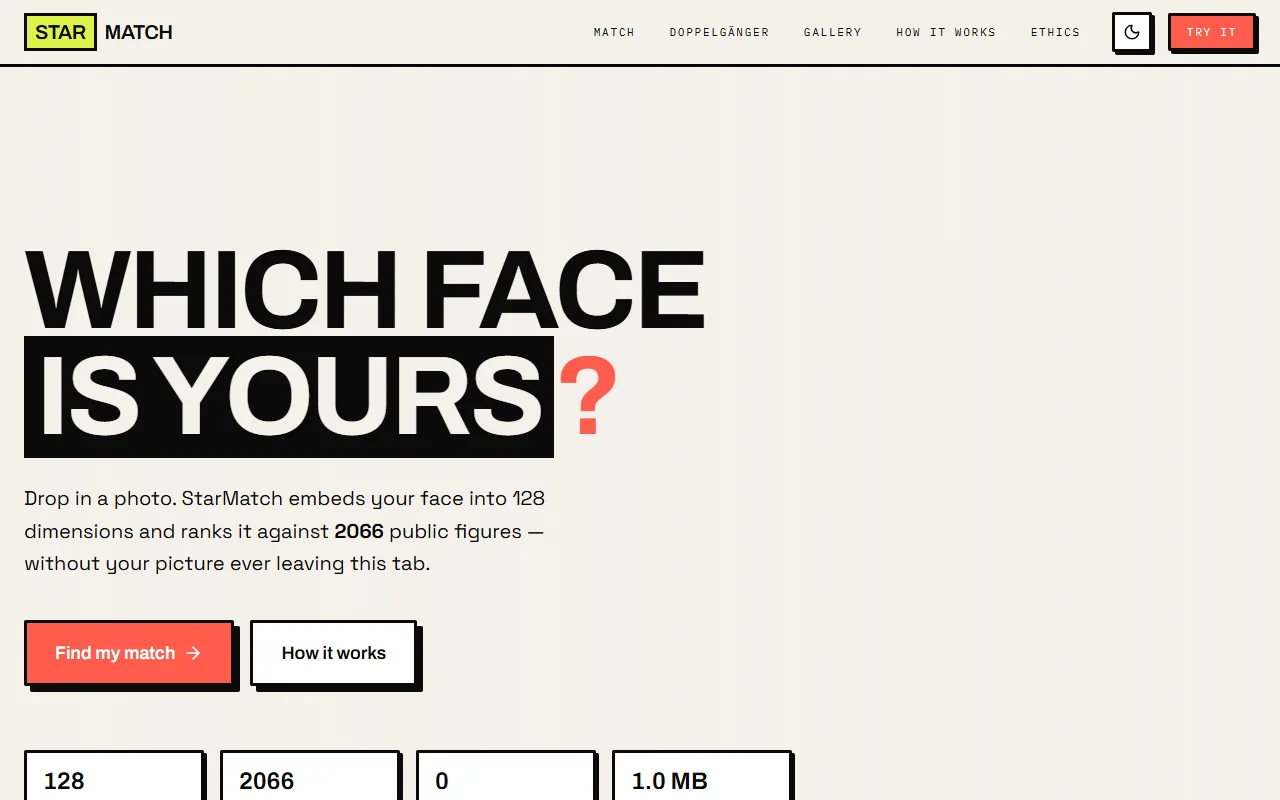 STAR MATCH
MATCH DOPPELGÄNGER GALLERY HOW IT WORKS ETHICS TRY IT
WHICH FACE
IS YOURS?
Drop in a photo. StarMatch embeds your face into 128
dimensions and ranks it against 2066 public figures —
without your picture ever leaving this tab.
Find my match → How it works
128 2066 0 1.0 MB